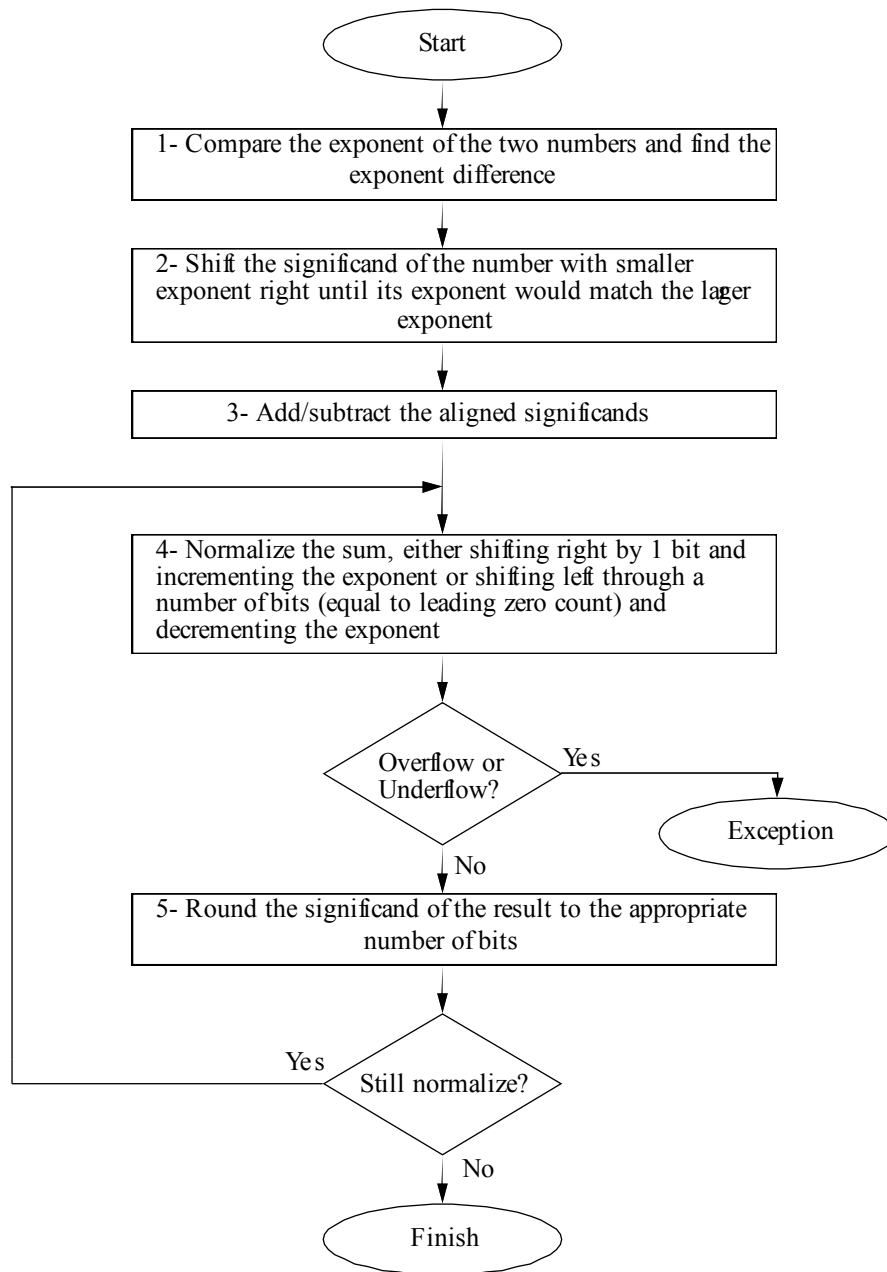 Start
1- Compare the exponent of the two numbers and find the
exponent difference
2- Shift the significand of the number with smaller
exponent right until its exponent would match the lager
exponent
3- Add/subtract the aligned significands
4- Normalize the sum, either shifting right by 1 bit and
incrementing the exponent or shifting left through a
number of bits (equal to leading zero count) and
decrementing the exponent
Overflow or
Underflow?
Yes
Exception
No
5- Round the significand of the result to the appropriate
number of bits
Yes
Still normalize?
No
Finish